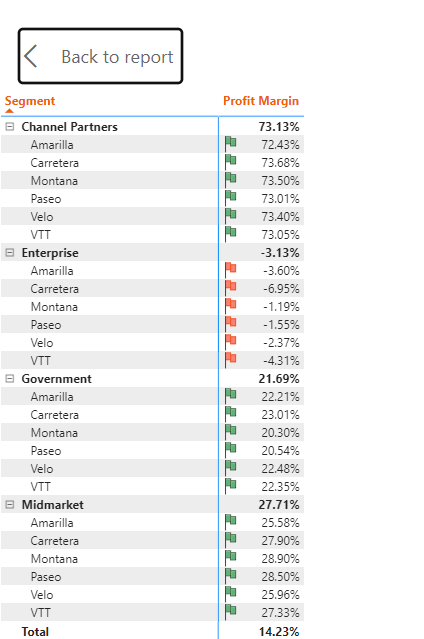 Back to report
Segment Profit Margin
Channel Partners 73.13%
Amarilla 72.43%
Carretera 73.68%
Montana 73.50%
Paseo 73.01%
Velo 73.40%
VTT 73.05%
Enterprise -3.13%
Amarilla -3.60%
Carretera -6.95%
Montana -1.19%
Paseo -1.55%
Velo -2.37%
VTT -4.31%
Government 21.69%
Amarilla 22.21%
Carretera 23.01%
Montana 20.30%
Paseo 20.54%
Velo 22.48%
VTT 22.35%
Midmarket 27.71%
Amarilla 25.58%
Carretera 27.90%
Montana 28.90%
Paseo 28.50%
Velo 25.96%
VTT 27.33%
Total 14.23%